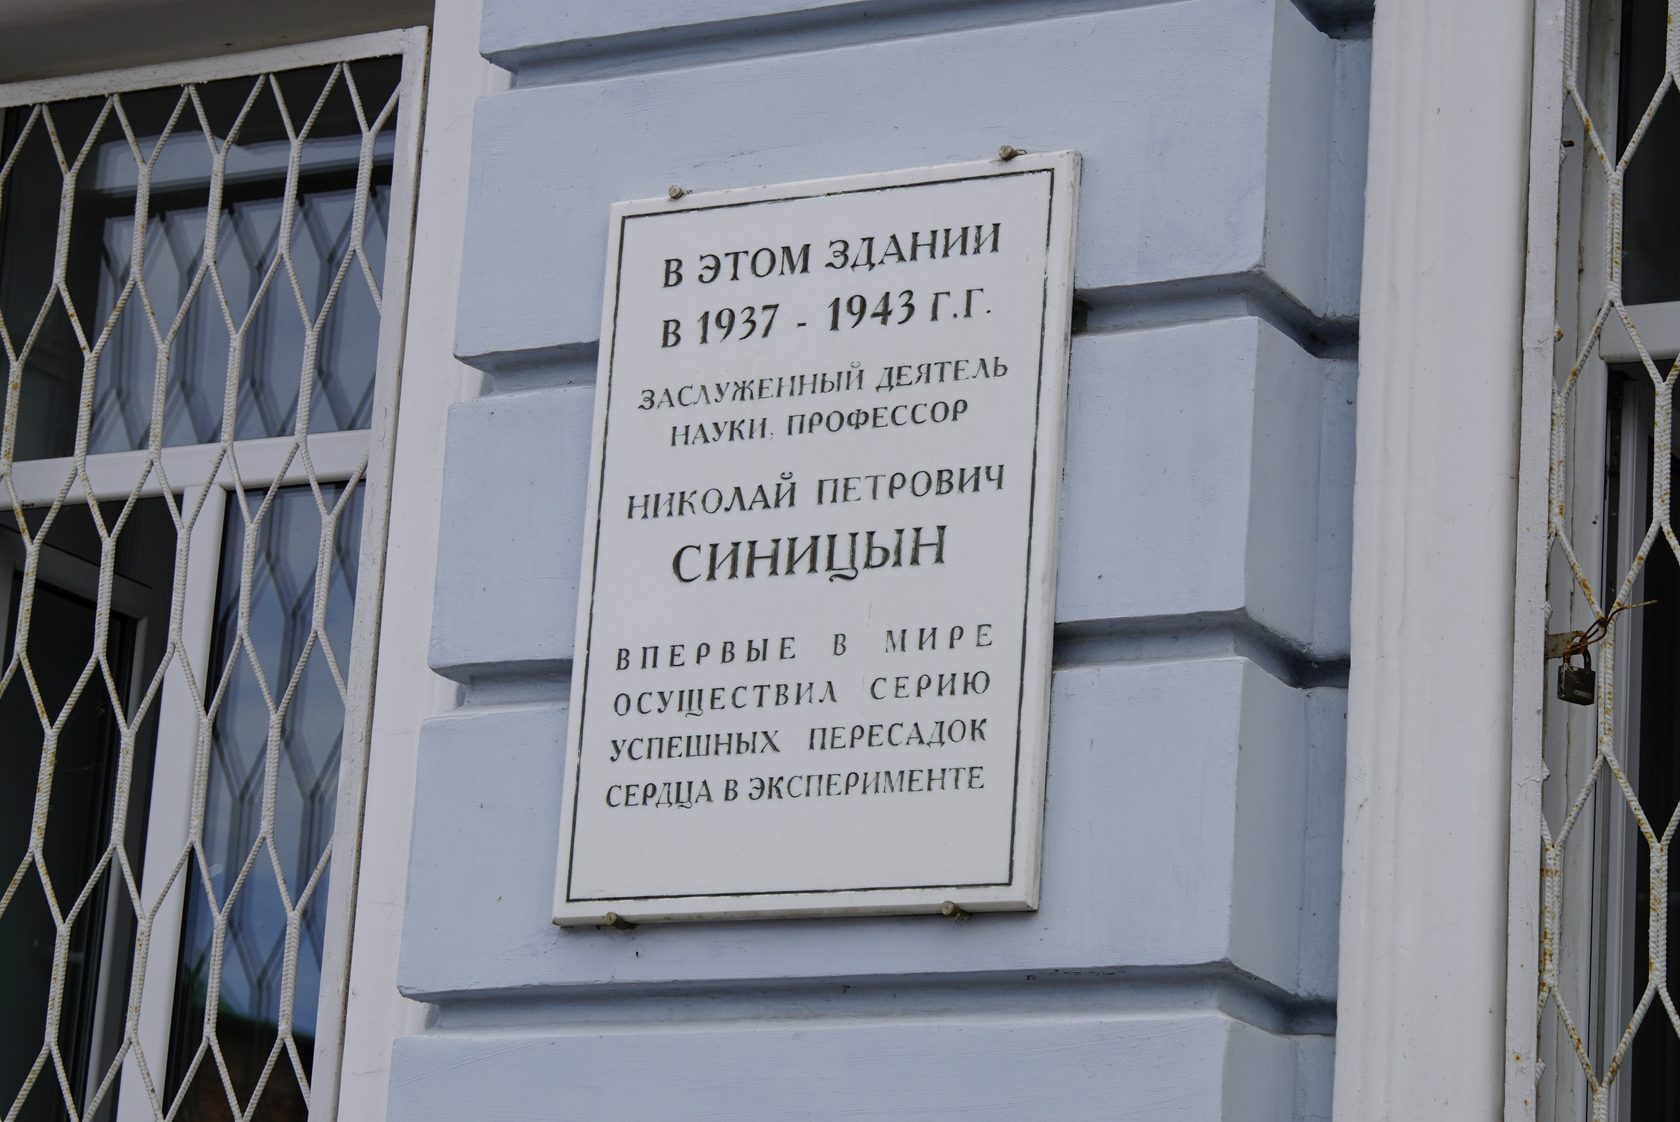 В ЭТОМ ЗДАНИИ
В 1937 - 1943 Г.Г.
ЗАСЛУЖЕННЫЙ ДЕЯТЕЛЬ
НАУКИ, ПРОФЕССОР
НИКОЛАЙ ПЕТРОВИЧ
СИНИЦЫН
ВПЕРВЫЕ В МИРЕ
ОСУЩЕСТВИЛ СЕРИЮ
УСПЕШНЫХ ПЕРЕСАДОК
СЕРДЦА В ЭКСПЕРИМЕНТЕ